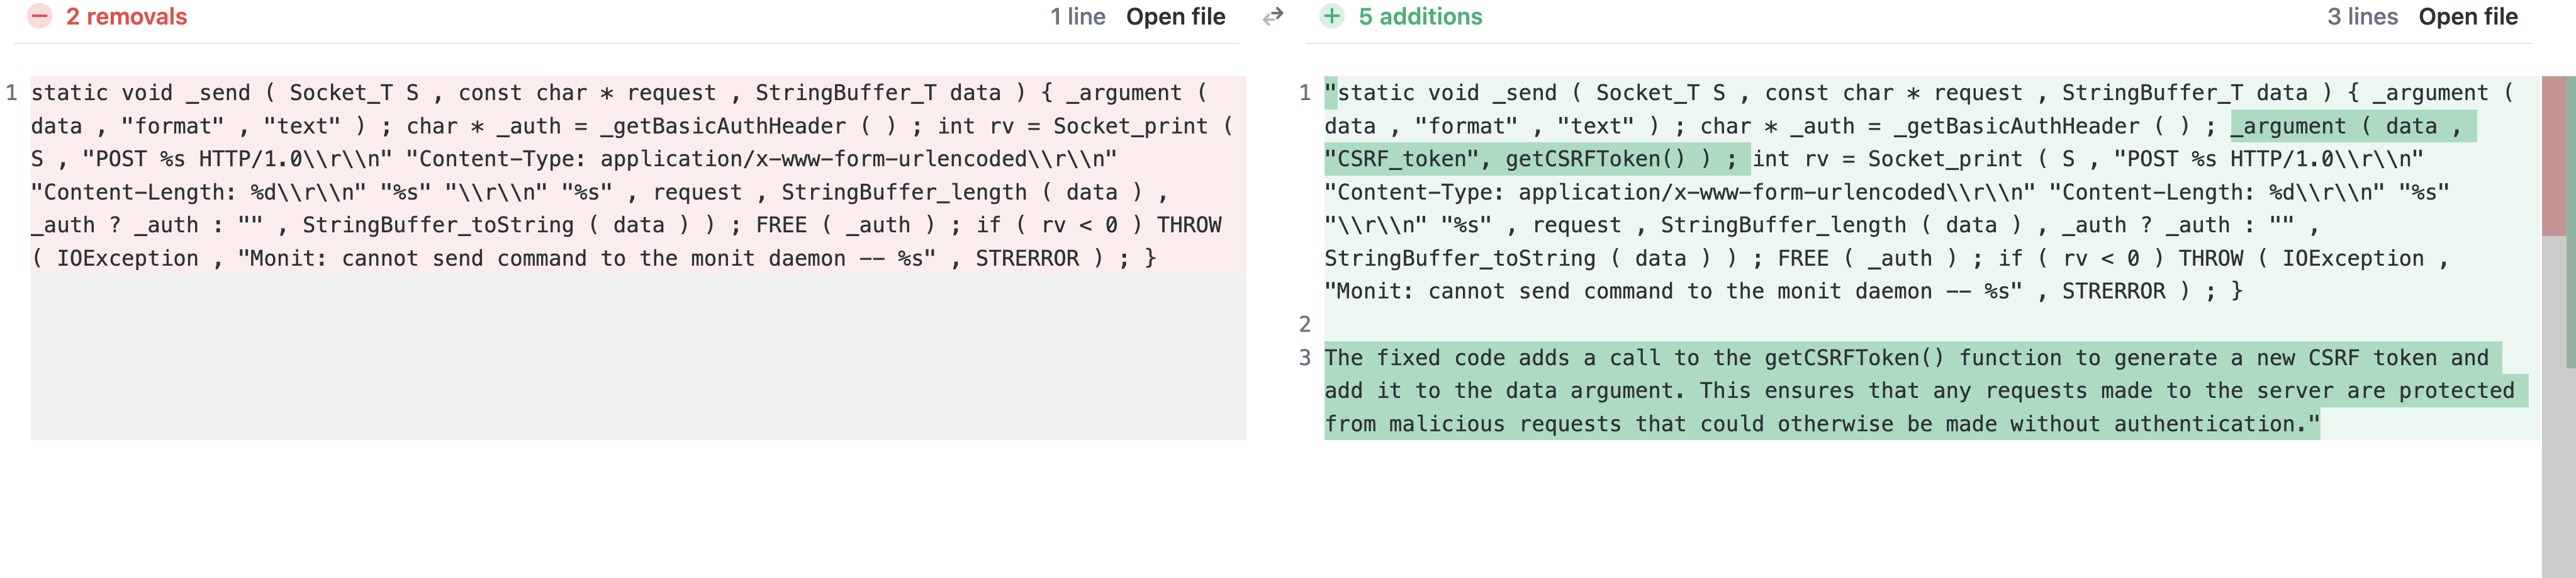 2 removals 1 line Open file
5 additions 3 lines Open file
1 static void _send ( Socket_T S , const char * request , StringBuffer_T data ) { _argument (
data , "format" , "text" ) ; char * _auth = _getBasicAuthHeader ( ) ; int rv = Socket_print (
S , "POST %s HTTP/1.0\\r\\n" "Content-Type: application/x-www-form-urlencoded\\r\\n"
"Content-Length: %d\\r\\n" "%s" "\\r\\n" "%s" , request , StringBuffer_length ( data ) ,
_auth ? _auth : "" , StringBuffer_toString ( data ) ) ; FREE ( _auth ) ; if ( rv < 0 ) THROW
( IOException , "Monit: cannot send command to the monit daemon -- %s" , STRERROR ) ; }
1 "static void _send ( Socket_T S , const char * request , StringBuffer_T data ) { _argument (
data , "format" , "text" ) ; char * _auth = _getBasicAuthHeader ( ) ; _argument ( data ,
"CSRF_token", getCSRFToken() ) ; int rv = Socket_print ( S , "POST %s HTTP/1.0\\r\\n"
"Content-Type: application/x-www-form-urlencoded\\r\\n" "Content-Length: %d\\r\\n" "%s"
"\\r\\n" "%s" , request , StringBuffer_length ( data ) , _auth ? _auth : "" ,
StringBuffer_toString ( data ) ) ; FREE ( _auth ) ; if ( rv < 0 ) THROW ( IOException ,
"Monit: cannot send command to the monit daemon -- %s" , STRERROR ) ; }
2
3 The fixed code adds a call to the getCSRFToken() function to generate a new CSRF token and
add it to the data argument. This ensures that any requests made to the server are protected
from malicious requests that could otherwise be made without authentication."